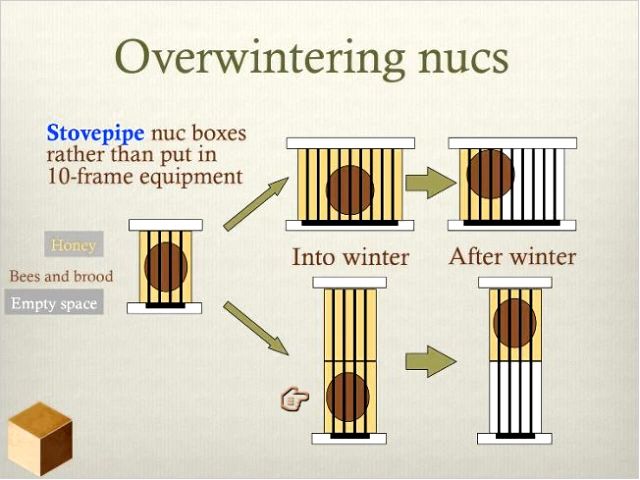 Overwintering nucs
Stovepipe nuc boxes
rather than put in
10-frame equipment
Honey
Bees and brood
Empty space
Into winter
After winter